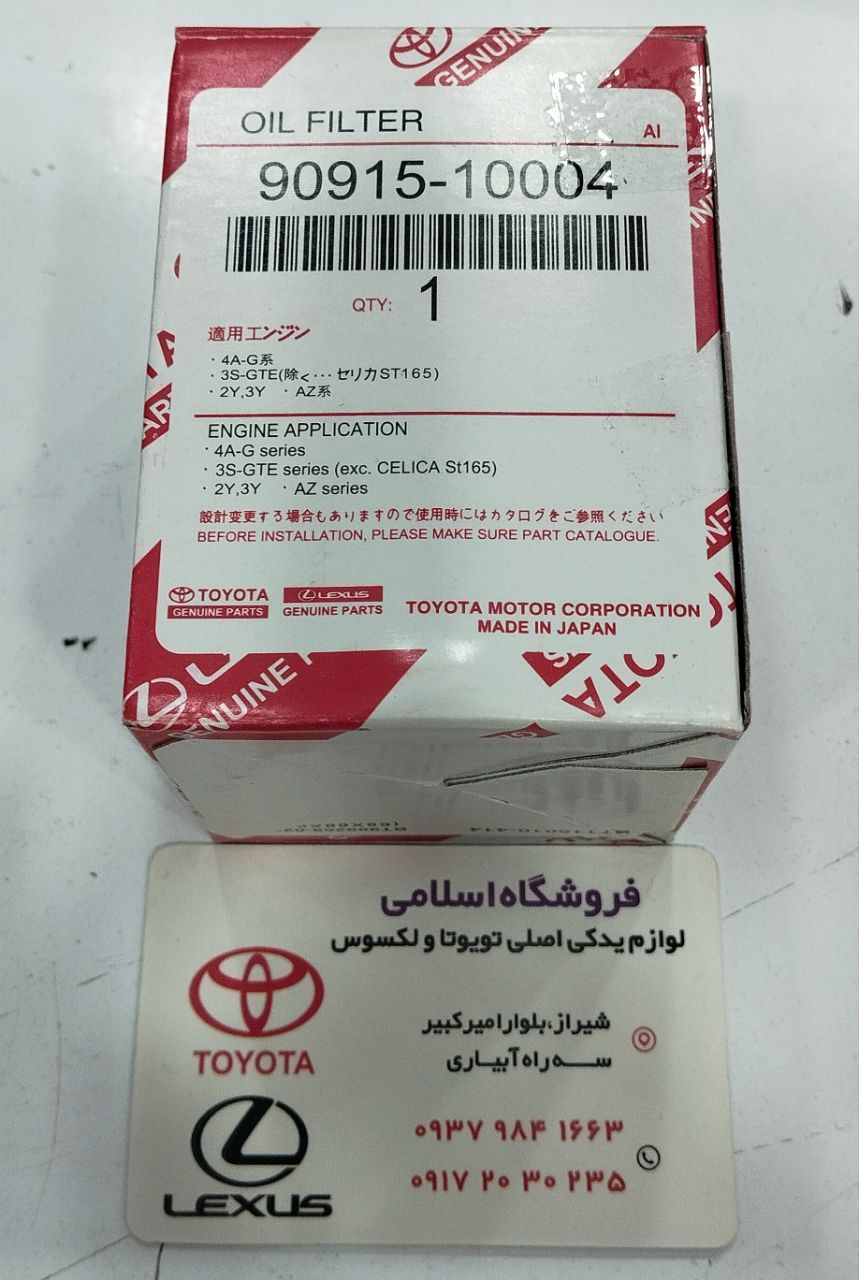 GENUINE
OIL FILTER
AI
90915-10004
QTY: 1
適用エンジン
・4A-G系
・3S-GTE(除く…セリカST165)
・2Y,3Y ・AZ系
ENGINE APPLICATION
・4A-G series
・3S-GTE series (exc. CELICA St165)
・2Y,3Y ・AZ series
設計変更する場合もありますので使用時にはカタログをご参照ください
BEFORE INSTALLATION, PLEASE MAKE SURE PART CATALOGUE.
TOYOTA
GENUINE PARTS
LEXUS
GENUINE PARTS
TOYOTA MOTOR CORPORATION
MADE IN JAPAN
GENUINE
فروشگاه اسلامی
لوازم یدکی اصلی تویوتا و لکسوس
TOYOTA
شیراز،بلوار امیرکبیر
سه راه آبیاری
LEXUS
۰۹۳۷ ۹۸۴ ۱۶۶۳
۰۹۱۷ ۲۰ ۳۰ ۲۳۵